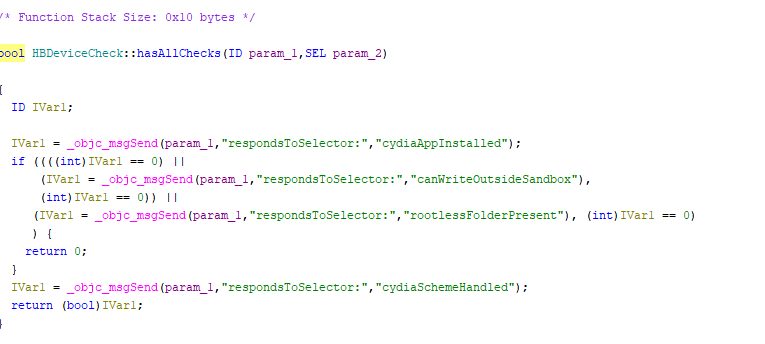 /* Function Stack Size: 0x10 bytes */
bool HBDeviceCheck::hasAllChecks(ID param_1,SEL param_2)
{
ID IVar1;
IVar1 = _objc_msgSend(param_1,"respondsToSelector:","cydiaAppInstalled");
if ((((int)IVar1 == 0) ||
(IVar1 = _objc_msgSend(param_1,"respondsToSelector:","canWriteOutsideSandbox"),
(int)IVar1 == 0)) ||
(IVar1 = _objc_msgSend(param_1,"respondsToSelector:","rootlessFolderPresent"), (int)IVar1 == 0)
) {
return 0;
}
IVar1 = _objc_msgSend(param_1,"respondsToSelector:","cydiaSchemeHandled");
return (bool)IVar1;
}